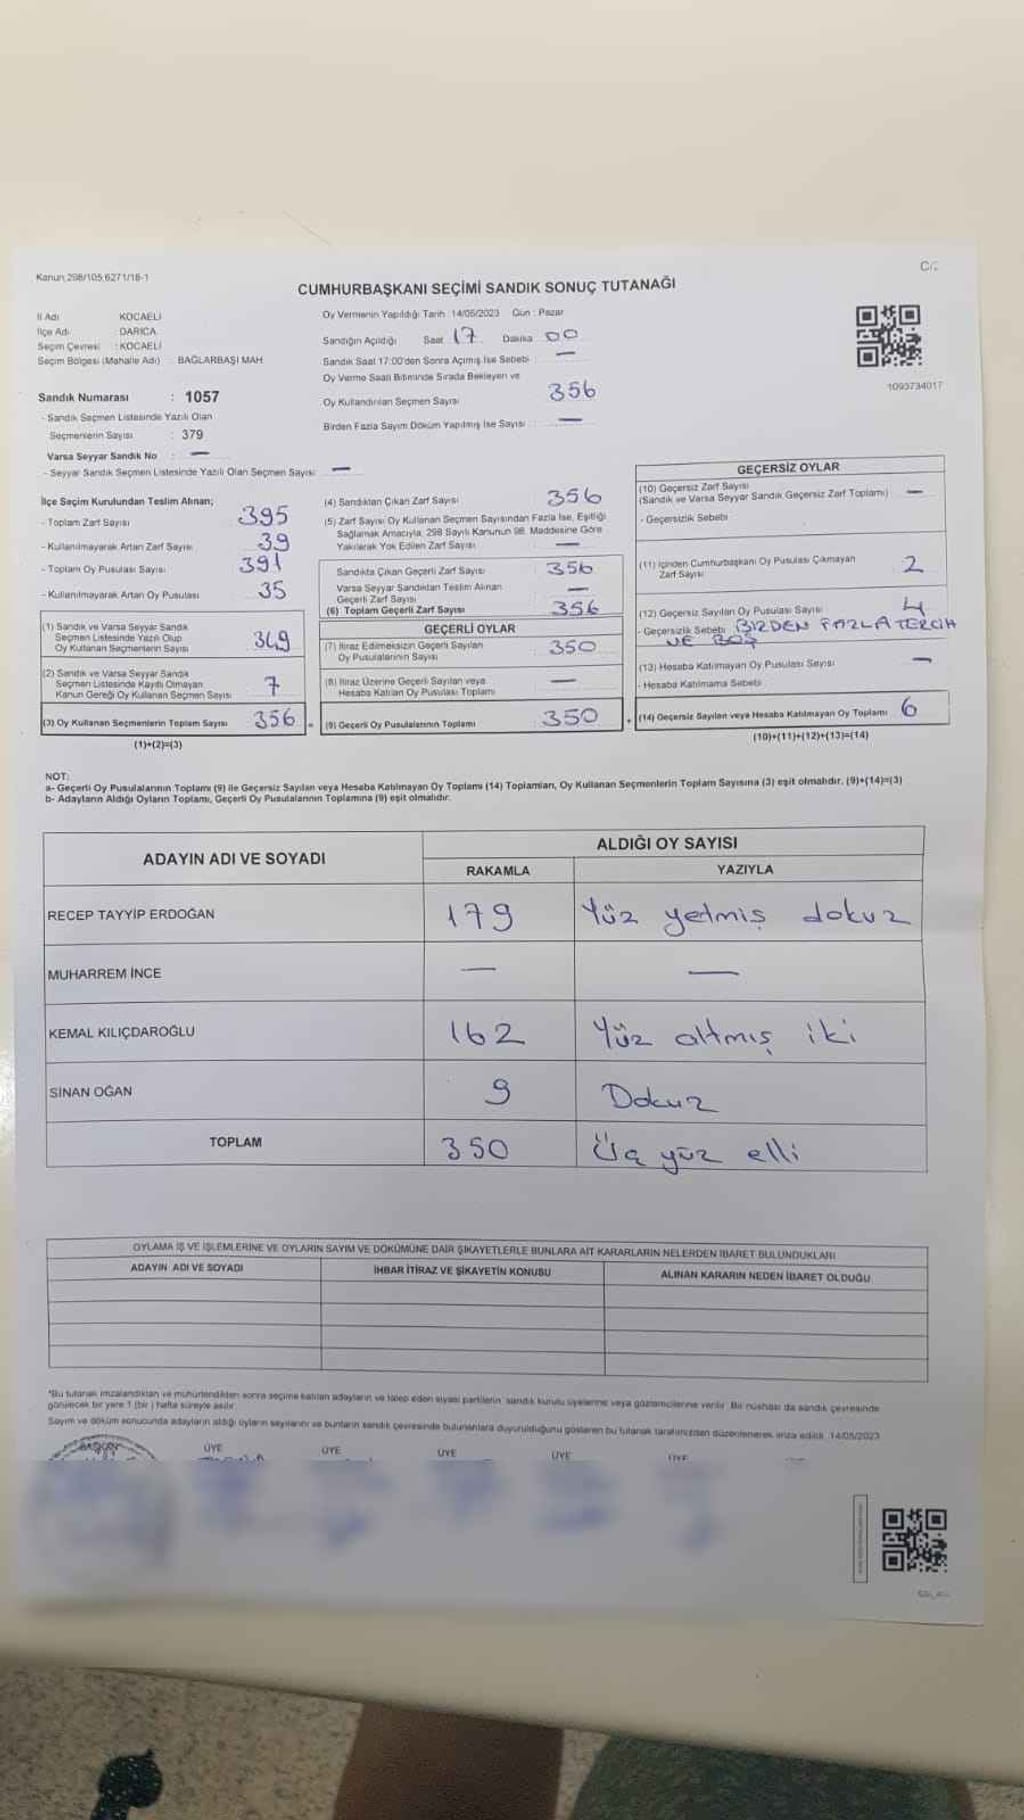 Kanun 298/105,6271/18-1
C/:
CUMHURBAŞKANI SEÇİMİ SANDIK SONUÇ TUTANAĞI
İl Adı : KOCAELİ
İlçe Adı : DARICA
Seçim Çevresi : KOCAELİ
Seçim Bölgesi (Mahalle Adı) : BAĞLARBAŞI MAH.
Sandık Numarası : 1057
- Sandık Seçmen Listesinde Yazılı Olan
Seçmenlerin Sayısı : 379
Varsa Seyyar Sandık No : —
- Seyyar Sandık Seçmen Listesinde Yazılı Olan Seçmen Sayısı: —
Oy Vermenin Yapıldığı Tarih : 14/05/2023 Gün : Pazar
Sandığın Açıldığı Saat 17 Dakika 00
Sandık Saat 17:00'den Sonra Açılmış İse Sebebi : —
Oy Verme Saati Bitiminde Sırada Bekleyen ve
Oy Kullandırılan Seçmen Sayısı 356
Birden Fazla Sayım Döküm Yapılmış İse Sayısı : —
1093734017
İlçe Seçim Kurulundan Teslim Alınan;
- Toplam Zarf Sayısı 395
- Kullanılmayarak Artan Zarf Sayısı 39
- Toplam Oy Pusulası Sayısı 391
- Kullanılmayarak Artan Oy Pusulası 35
(1) Sandık ve Varsa Seyyar Sandık
Seçmen Listesinde Yazılı Olup
Oy Kullanan Seçmenlerin Sayısı 349
(2) Sandık ve Varsa Seyyar Sandık
Seçmen Listesinde Kayıtlı Olmayan
Kanun Gereği Oy Kullanan Seçmen Sayısı 7
(3) Oy Kullanan Seçmenlerin Toplam Sayısı 356
(1)+(2)=(3)
(4) Sandıktan Çıkan Zarf Sayısı 356
(5) Zarf Sayısı Oy Kullanan Seçmen Sayısından Fazla İse, Eşitliği
Sağlamak Amacıyla, 298 Sayılı Kanunun 98. Maddesine Göre
Yakılarak Yok Edilen Zarf Sayısı —
Sandıkta Çıkan Geçerli Zarf Sayısı 356
Varsa Seyyar Sandıktan Teslim Alınan
Geçerli Zarf Sayısı —
(6) Toplam Geçerli Zarf Sayısı 356
GEÇERLİ OYLAR
(7) İtiraz Edilmeksizin Geçerli Sayılan
Oy Pusulalarının Sayısı 350
(8) İtiraz Üzerine Geçerli Sayılan veya
Hesaba Katılan Oy Pusulası Toplamı —
(9) Geçerli Oy Pusulalarının Toplamı 350
GEÇERSİZ OYLAR
(10) Geçersiz Zarf Sayısı
(Sandık ve Varsa Seyyar Sandık Geçersiz Zarf Toplamı) —
- Geçersizlik Sebebi :
(11) İçinden Cumhurbaşkanı Oy Pusulası Çıkmayan
Zarf Sayısı 2
(12) Geçersiz Sayılan Oy Pusulası Sayısı 4
- Geçersizlik Sebebi BİRDEN FAZLA TERCİH
VE BOŞ
(13) Hesaba Katılmayan Oy Pusulası Sayısı —
- Hesaba Katılmama Sebebi
(14) Geçersiz Sayılan veya Hesaba Katılmayan Oy Toplamı 6
(10)+(11)+(12)+(13)=(14)
NOT:
a- Geçerli Oy Pusulalarının Toplamı (9) ile Geçersiz Sayılan veya Hesaba Katılmayan Oy Toplamı (14) Toplamları, Oy Kullanan Seçmenlerin Toplam Sayısına (3) eşit olmalıdır. (9)+(14)=(3)
b- Adayların Aldığı Oyların Toplamı, Geçerli Oy Pusulalarının Toplamına (9) eşit olmalıdır.
ADAYIN ADI VE SOYADI
ALDIĞI OY SAYISI
RAKAMLA YAZIYLA
RECEP TAYYİP ERDOĞAN 179 Yüz yetmiş dokuz
MUHARREM İNCE — —
KEMAL KILIÇDAROĞLU 162 Yüz altmış iki
SİNAN OĞAN 9 Dokuz
TOPLAM 350 Üç yüz elli
OYLAMA İŞ VE İŞLEMLERİNE VE OYLARIN SAYIM VE DÖKÜMÜNE DAİR ŞİKAYETLERLE BUNLARA AİT KARARLARIN NELERDEN İBARET BULUNDUKLARI
ADAYIN ADI VE SOYADI İHBAR İTİRAZ VE ŞİKAYETİN KONUSU ALINAN KARARIN NEDEN İBARET OLDUĞU
*Bu tutanak imzalandıktan ve mühürlendikten sonra seçime katılan adayların ve talep eden siyasi partilerin sandık kurulu üyelerine veya gözlemcilerine verilir. Bir nüshası da sandık çevresinde
görülecek bir yere 1 (bir) hafta süreyle asılır.
Sayım ve döküm sonucunda adayların aldığı oyların sayılarını ve bunların sandık çevresinde bulunanlara duyurulduğunu gösteren bu tutanak tarafımızdan düzenlenerek imza edildi. 14/05/2023
ÜYE ÜYE ÜYE ÜYE ÜYE